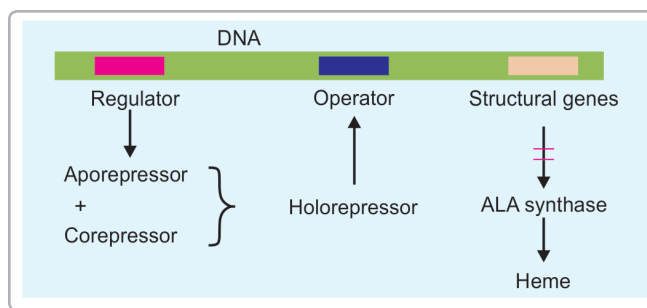 DNA
Regulator Operator Structural genes
Aporepressor
+
Corepressor
Holorepressor
ALA synthase
Heme